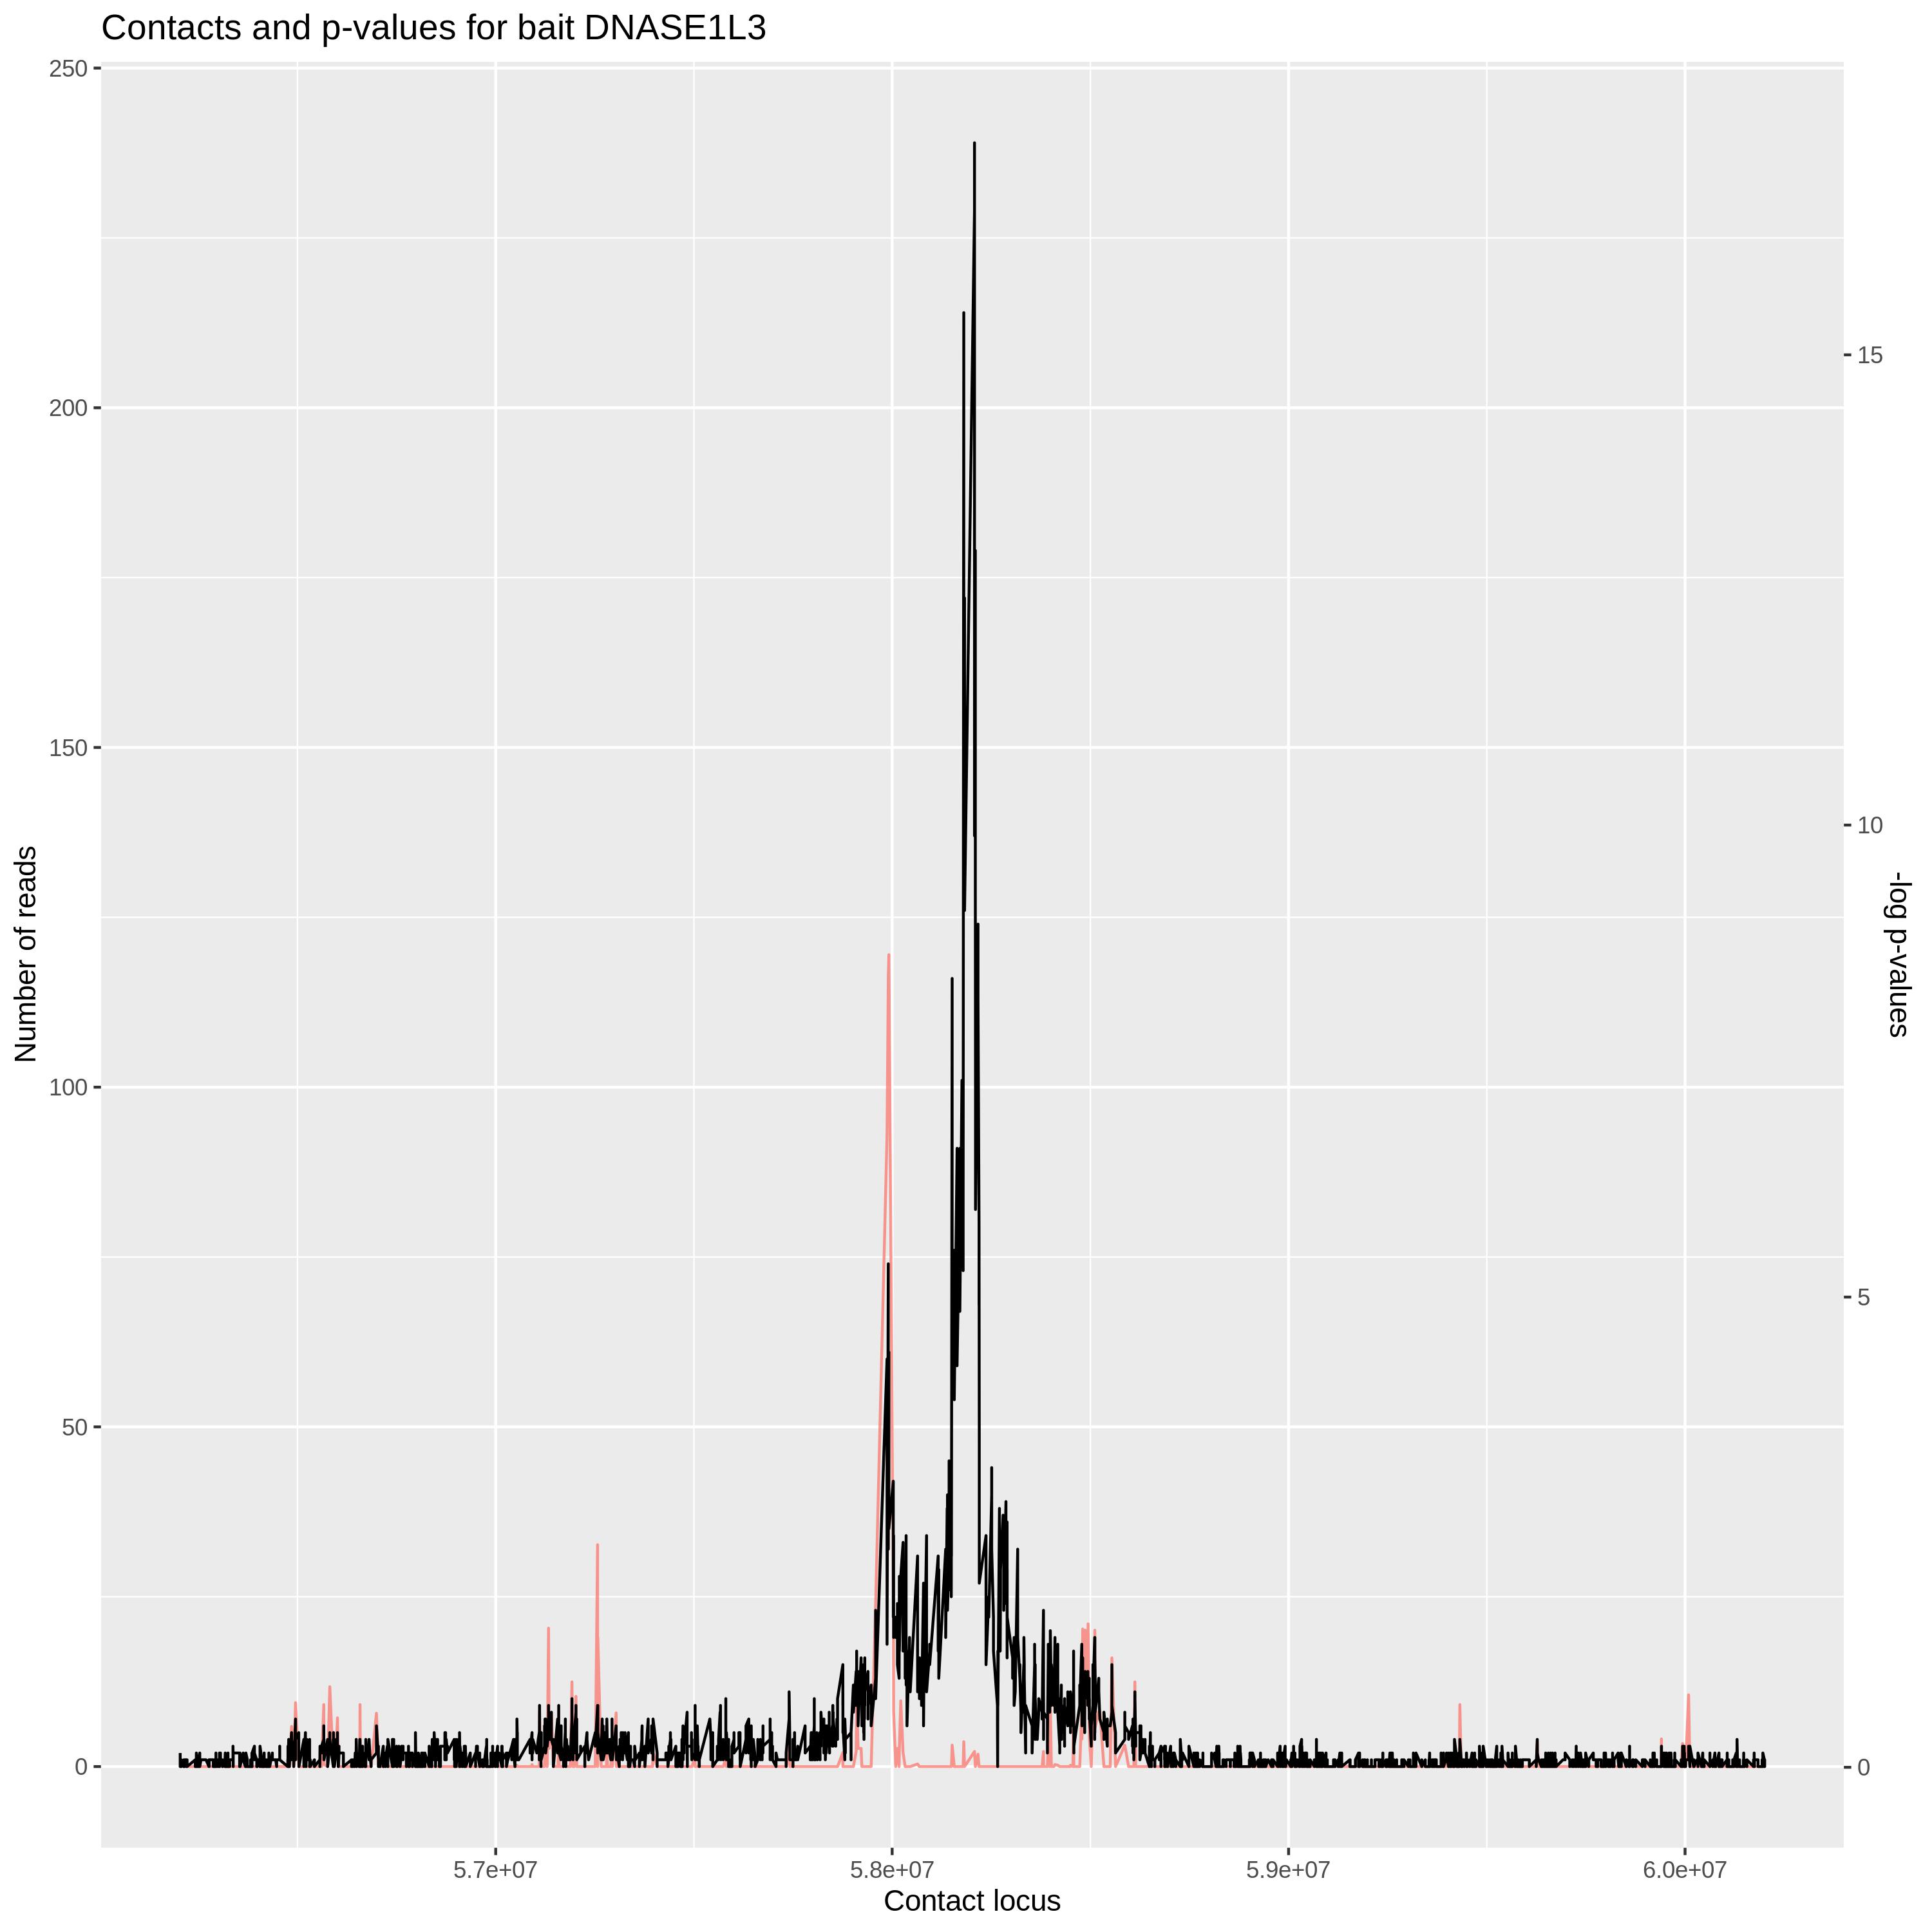 Contacts and p-values for bait DNASE1L3
250
200
150
100
50
0
Number of reads
15
10
5
0
-log p-values
5.7e+07 5.8e+07 5.9e+07 6.0e+07
Contact locus